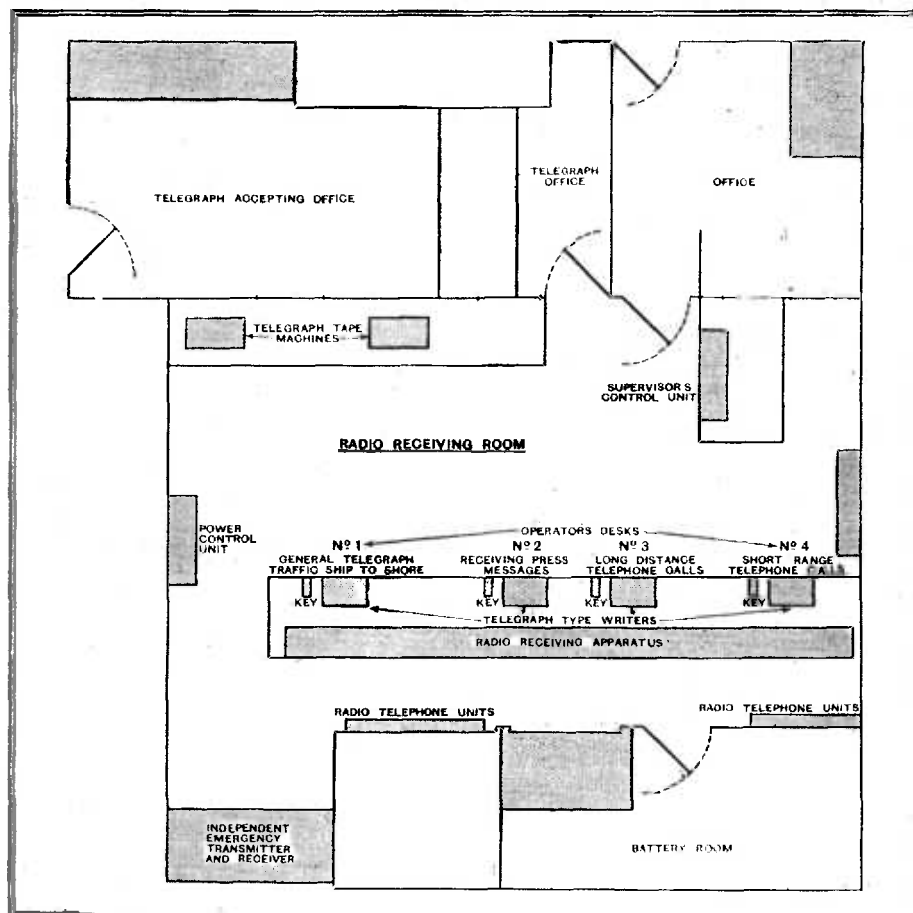 TELEGRAPH ACCEPTING OFFICE
TELEGRAPH
OFFICE
OFFICE
TELEGRAPH TAPE
MACHINES
SUPERVISOR'S
CONTROL UNIT
RADIO RECEIVING ROOM
POWER
CONTROL
UNIT
OPERATORS DESKS
Nº 1
GENERAL TELEGRAPH
TRAFFIC SHIP TO SHORE
Nº 2
RECEIVING PRESS
MESSAGES
Nº 3
LONG DISTANCE
TELEPHONE CALLS
Nº 4
SHORT RANGE
TELEPHONE CALLS
KEY
KEY
KEY
KEY
TELEGRAPH TYPE WRITERS
RADIO RECEIVING APPARATUS
RADIO TELEPHONE UNITS
RADIO TELEPHONE UNITS
INDEPENDENT
EMERGENCY
TRANSMITTER
AND RECEIVER
BATTERY ROOM